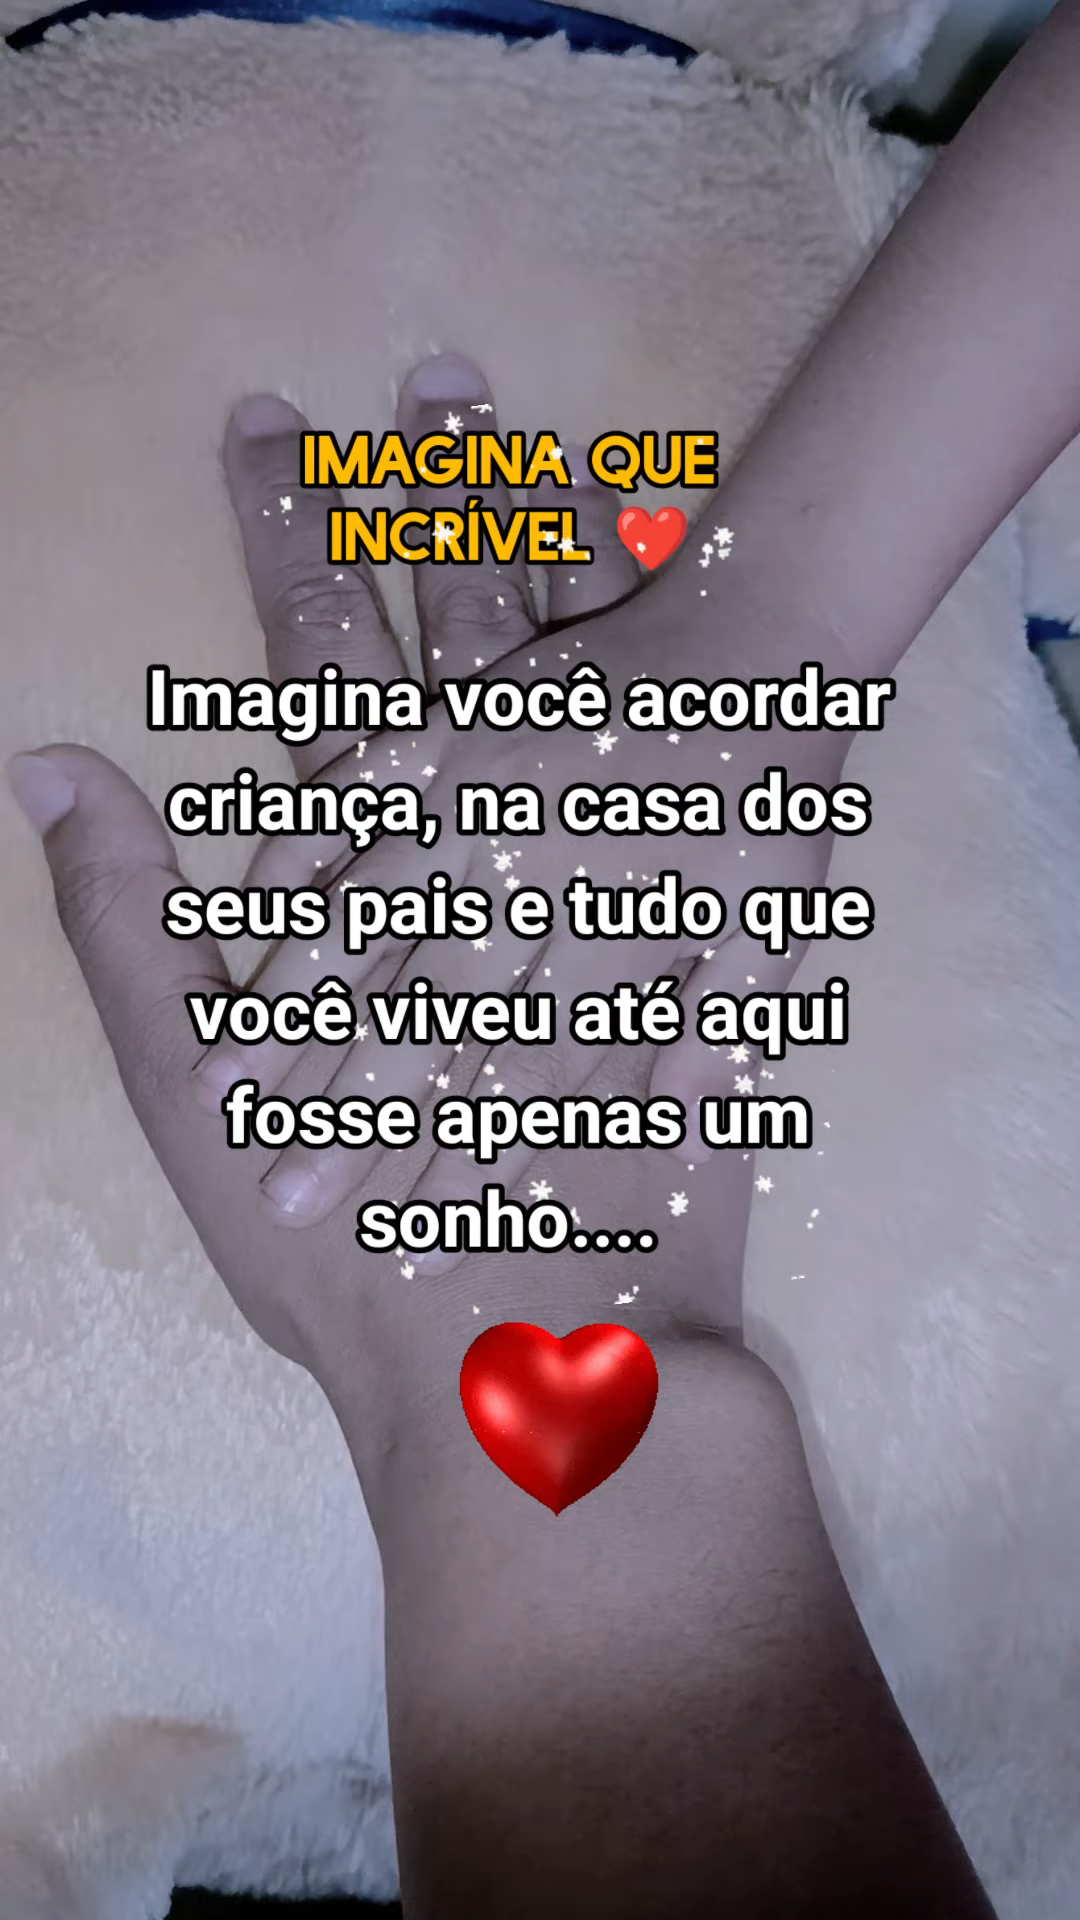 IMAGINA QUE
INCRÍVEL ❤️
Imagina você acordar
criança, na casa dos
seus pais e tudo que
você viveu até aqui
fosse apenas um
sonho....